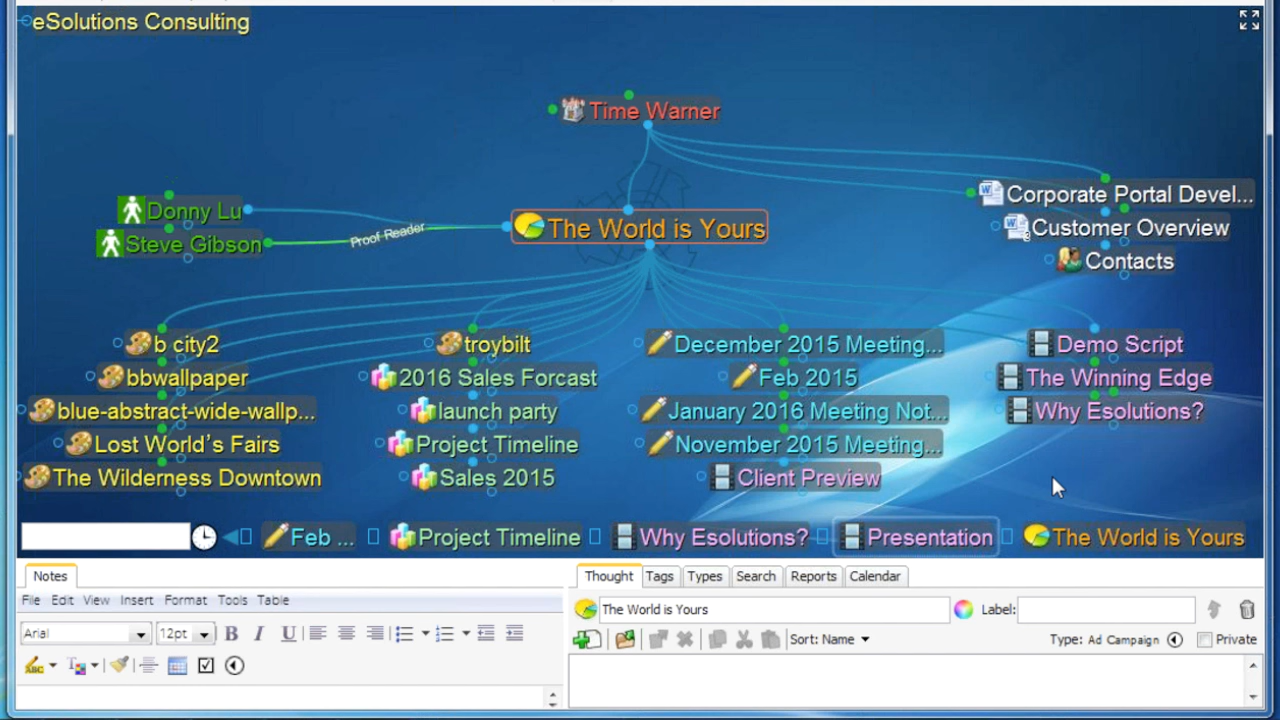 eSolutions Consulting
Time Warner
Corporate Portal Devel...
Donny Lu
Customer Overview
The World is Yours
Steve Gibson
Proof Reader
Contacts
b city2
troybilt
December 2015 Meeting...
Demo Script
bbwallpaper
2016 Sales Forcast
Feb 2015
The Winning Edge
blue-abstract-wide-wallp...
launch party
January 2016 Meeting Not...
Why Esolutions?
Lost World's Fairs
Project Timeline
November 2015 Meeting...
The Wilderness Downtown
Sales 2015
Client Preview
Feb ... Project Timeline Why Esolutions? Presentation The World is Yours
Notes
Thought Tags Types Search Reports Calendar
File Edit View Insert Format Tools Table
The World is Yours Label:
Arial 12pt B I U
Sort: Name Type: Ad Campaign Private
ABC T